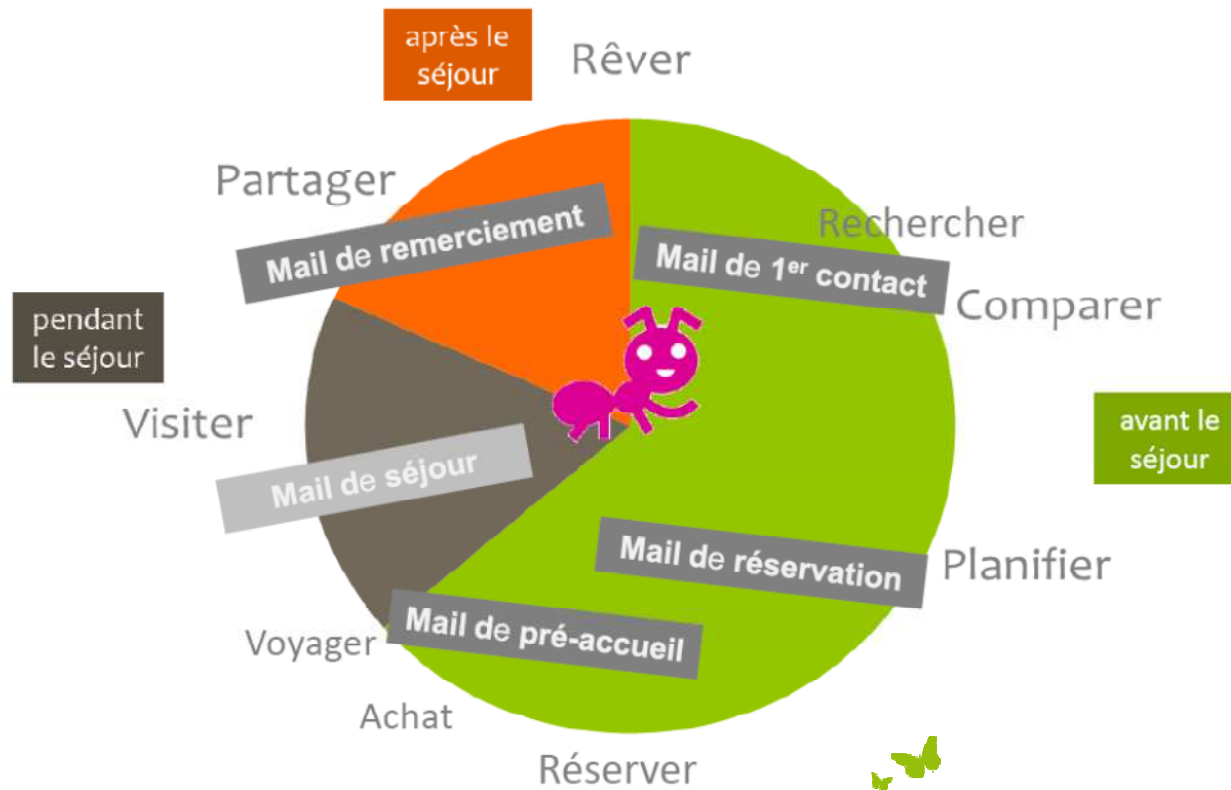 après le
séjour
Rêver
Partager
Mail de remerciement
Rechercher
Mail de 1er contact
Comparer
pendant
le séjour
Visiter
avant le
séjour
Mail de séjour
Mail de réservation
Planifier
Mail de pré-accueil
Voyager
Achat
Réserver